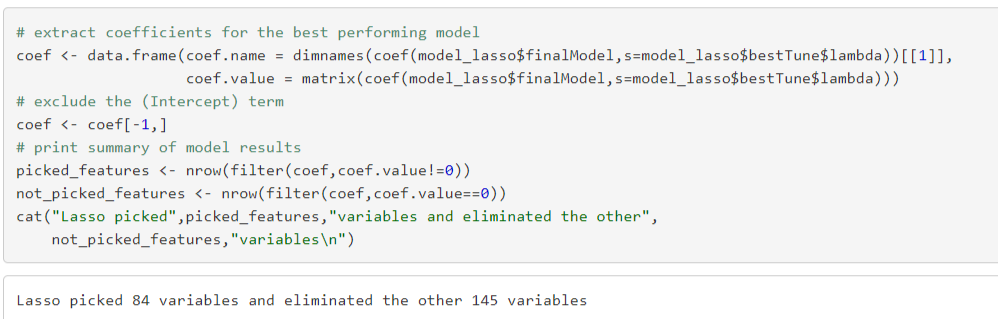 # extract coefficients for the best performing model
coef <- data.frame(coef.name = dimnames(coef(model_lasso$finalModel,s=model_lasso$bestTune$lambda))[[1]],
                   coef.value = matrix(coef(model_lasso$finalModel,s=model_lasso$bestTune$lambda)))
# exclude the (Intercept) term
coef <- coef[-1,]
# print summary of model results
picked_features <- nrow(filter(coef,coef.value!=0))
not_picked_features <- nrow(filter(coef,coef.value==0))
cat("Lasso picked",picked_features,"variables and eliminated the other",
    not_picked_features,"variables\n")
Lasso picked 84 variables and eliminated the other 145 variables